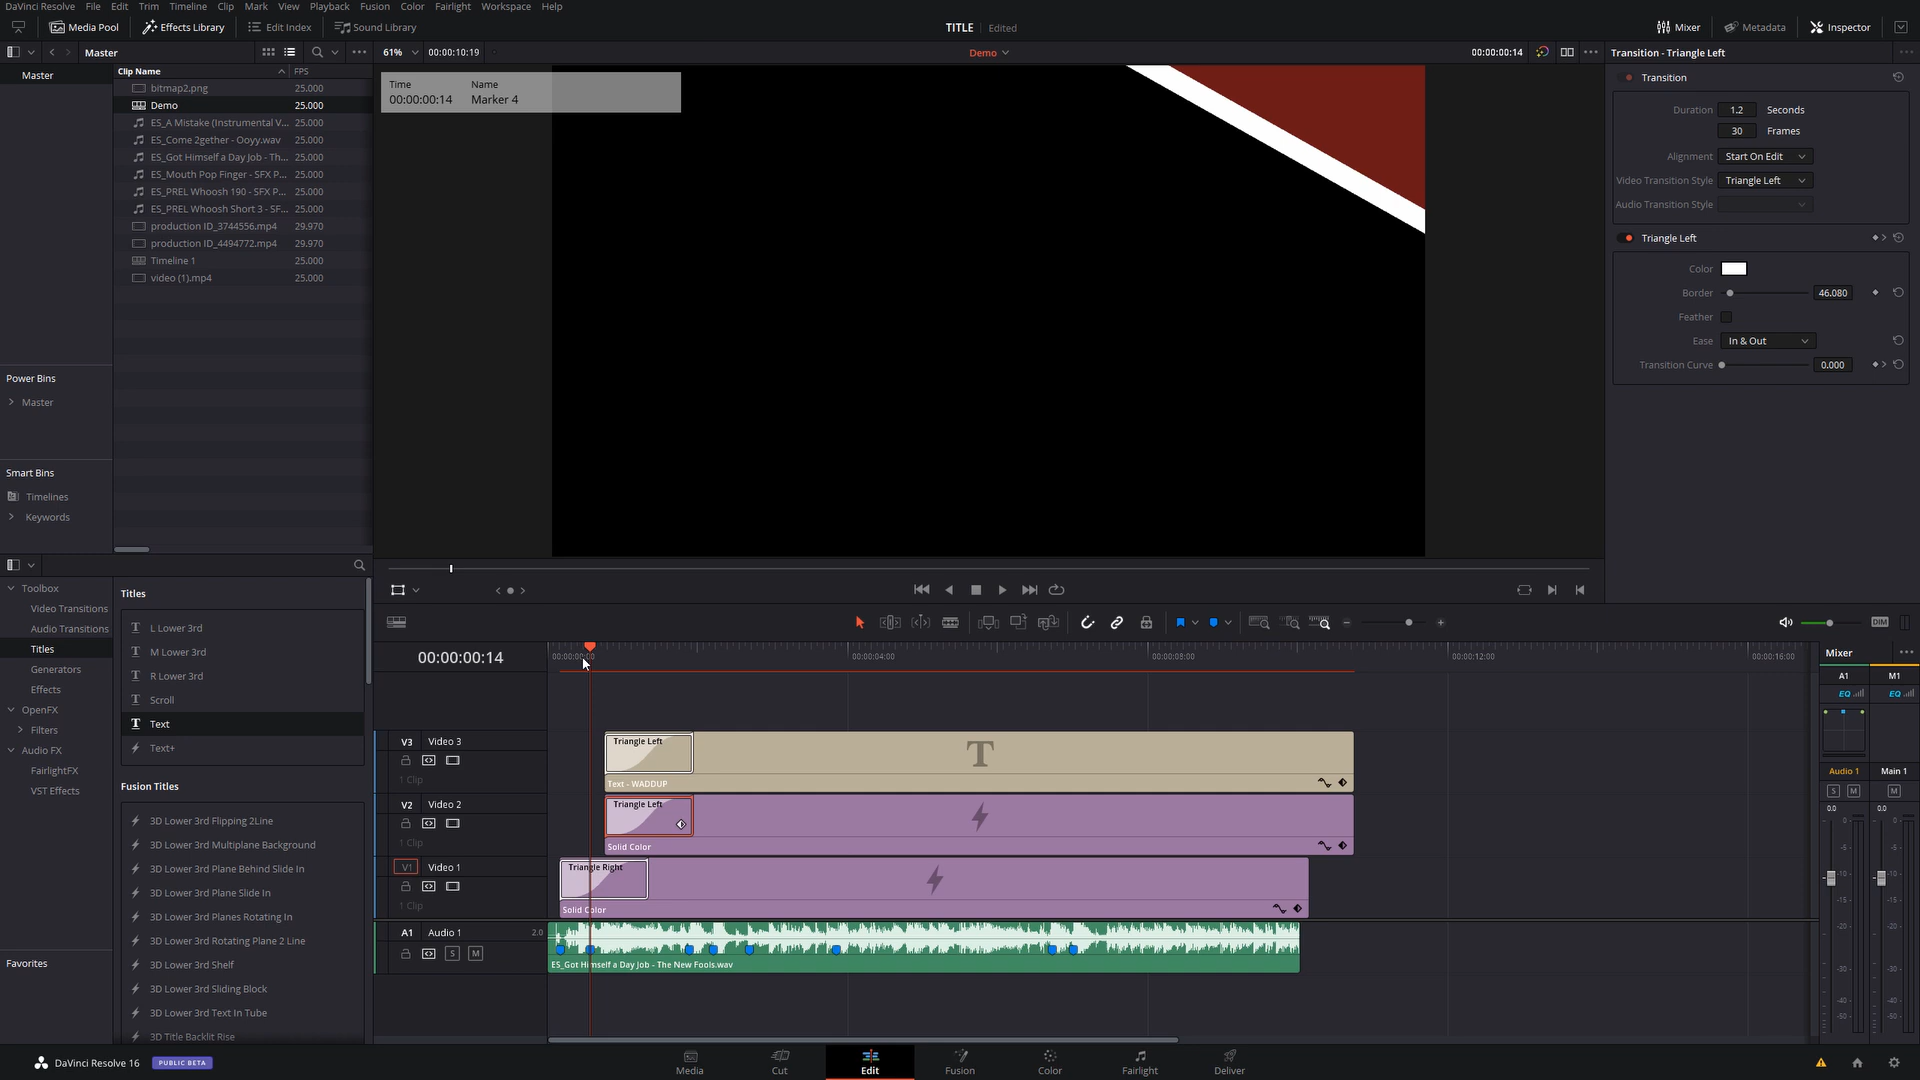 DaVinci Resolve File Edit Trim Timeline Clip Mark View Playback Fusion Color Fairlight Workspace Help
Media Pool Effects Library Edit Index Sound Library TITLE Edited Mixer Metadata Inspector
Master 61% 00:00:10:19 Demo 00:00:00:14 Transition - Triangle Left
Master
Clip Name FPS
bitmap2.png 25.000
Demo 25.000
ES_A Mistake (Instrumental V... 25.000
ES_Come 2gether - Ooyy.wav 25.000
ES_Got Himself a Day Job - Th... 25.000
ES_Mouth Pop Finger - SFX P... 25.000
ES_PREL Whoosh 190 - SFX P... 25.000
ES_PREL Whoosh Short 3 - SF... 25.000
production ID_3744556.mp4 29.970
production ID_4494772.mp4 29.970
Timeline 1 25.000
video (1).mp4 25.000
Power Bins
Master
Smart Bins
Timelines
Keywords
Time Name
00:00:00:14 Marker 4
Transition
Duration 1.2 Seconds
30 Frames
Alignment Start On Edit
Video Transition Style Triangle Left
Audio Transition Style
Triangle Left
Color
Border 46.080
Feather
Ease In & Out
Transition Curve 0.000
Toolbox
Video Transitions
Audio Transitions
Titles
Generators
Effects
OpenFX
Filters
Audio FX
FairlightFX
VST Effects
Favorites
Titles
L Lower 3rd
M Lower 3rd
R Lower 3rd
Scroll
Text
Text+
Fusion Titles
3D Lower 3rd Flipping 2Line
3D Lower 3rd Multiplane Background
3D Lower 3rd Plane Behind Slide In
3D Lower 3rd Plane Slide In
3D Lower 3rd Planes Rotating In
3D Lower 3rd Rotating Plane 2 Line
3D Lower 3rd Shelf
3D Lower 3rd Sliding Block
3D Lower 3rd Text In Tube
3D Title Backlit Rise
DIM
00:00:00:14 00:00:04:00 00:00:08:00 00:00:12:00 00:00:16:00
V3 Video 3
1 Clip
Triangle Left
T
Text - WADDUP
V2 Video 2
1 Clip
Triangle Left
Solid Color
V1 Video 1
1 Clip
Triangle Right
Solid Color
A1 Audio 1 2.0
S M
ES_Got Himself a Day Job - The New Fools.wav
Mixer
A1 M1
EQ EQ
Audio 1 Main 1
S M M
0.0 0.0
DaVinci Resolve 16 PUBLIC BETA
Media Cut Edit Fusion Color Fairlight Deliver